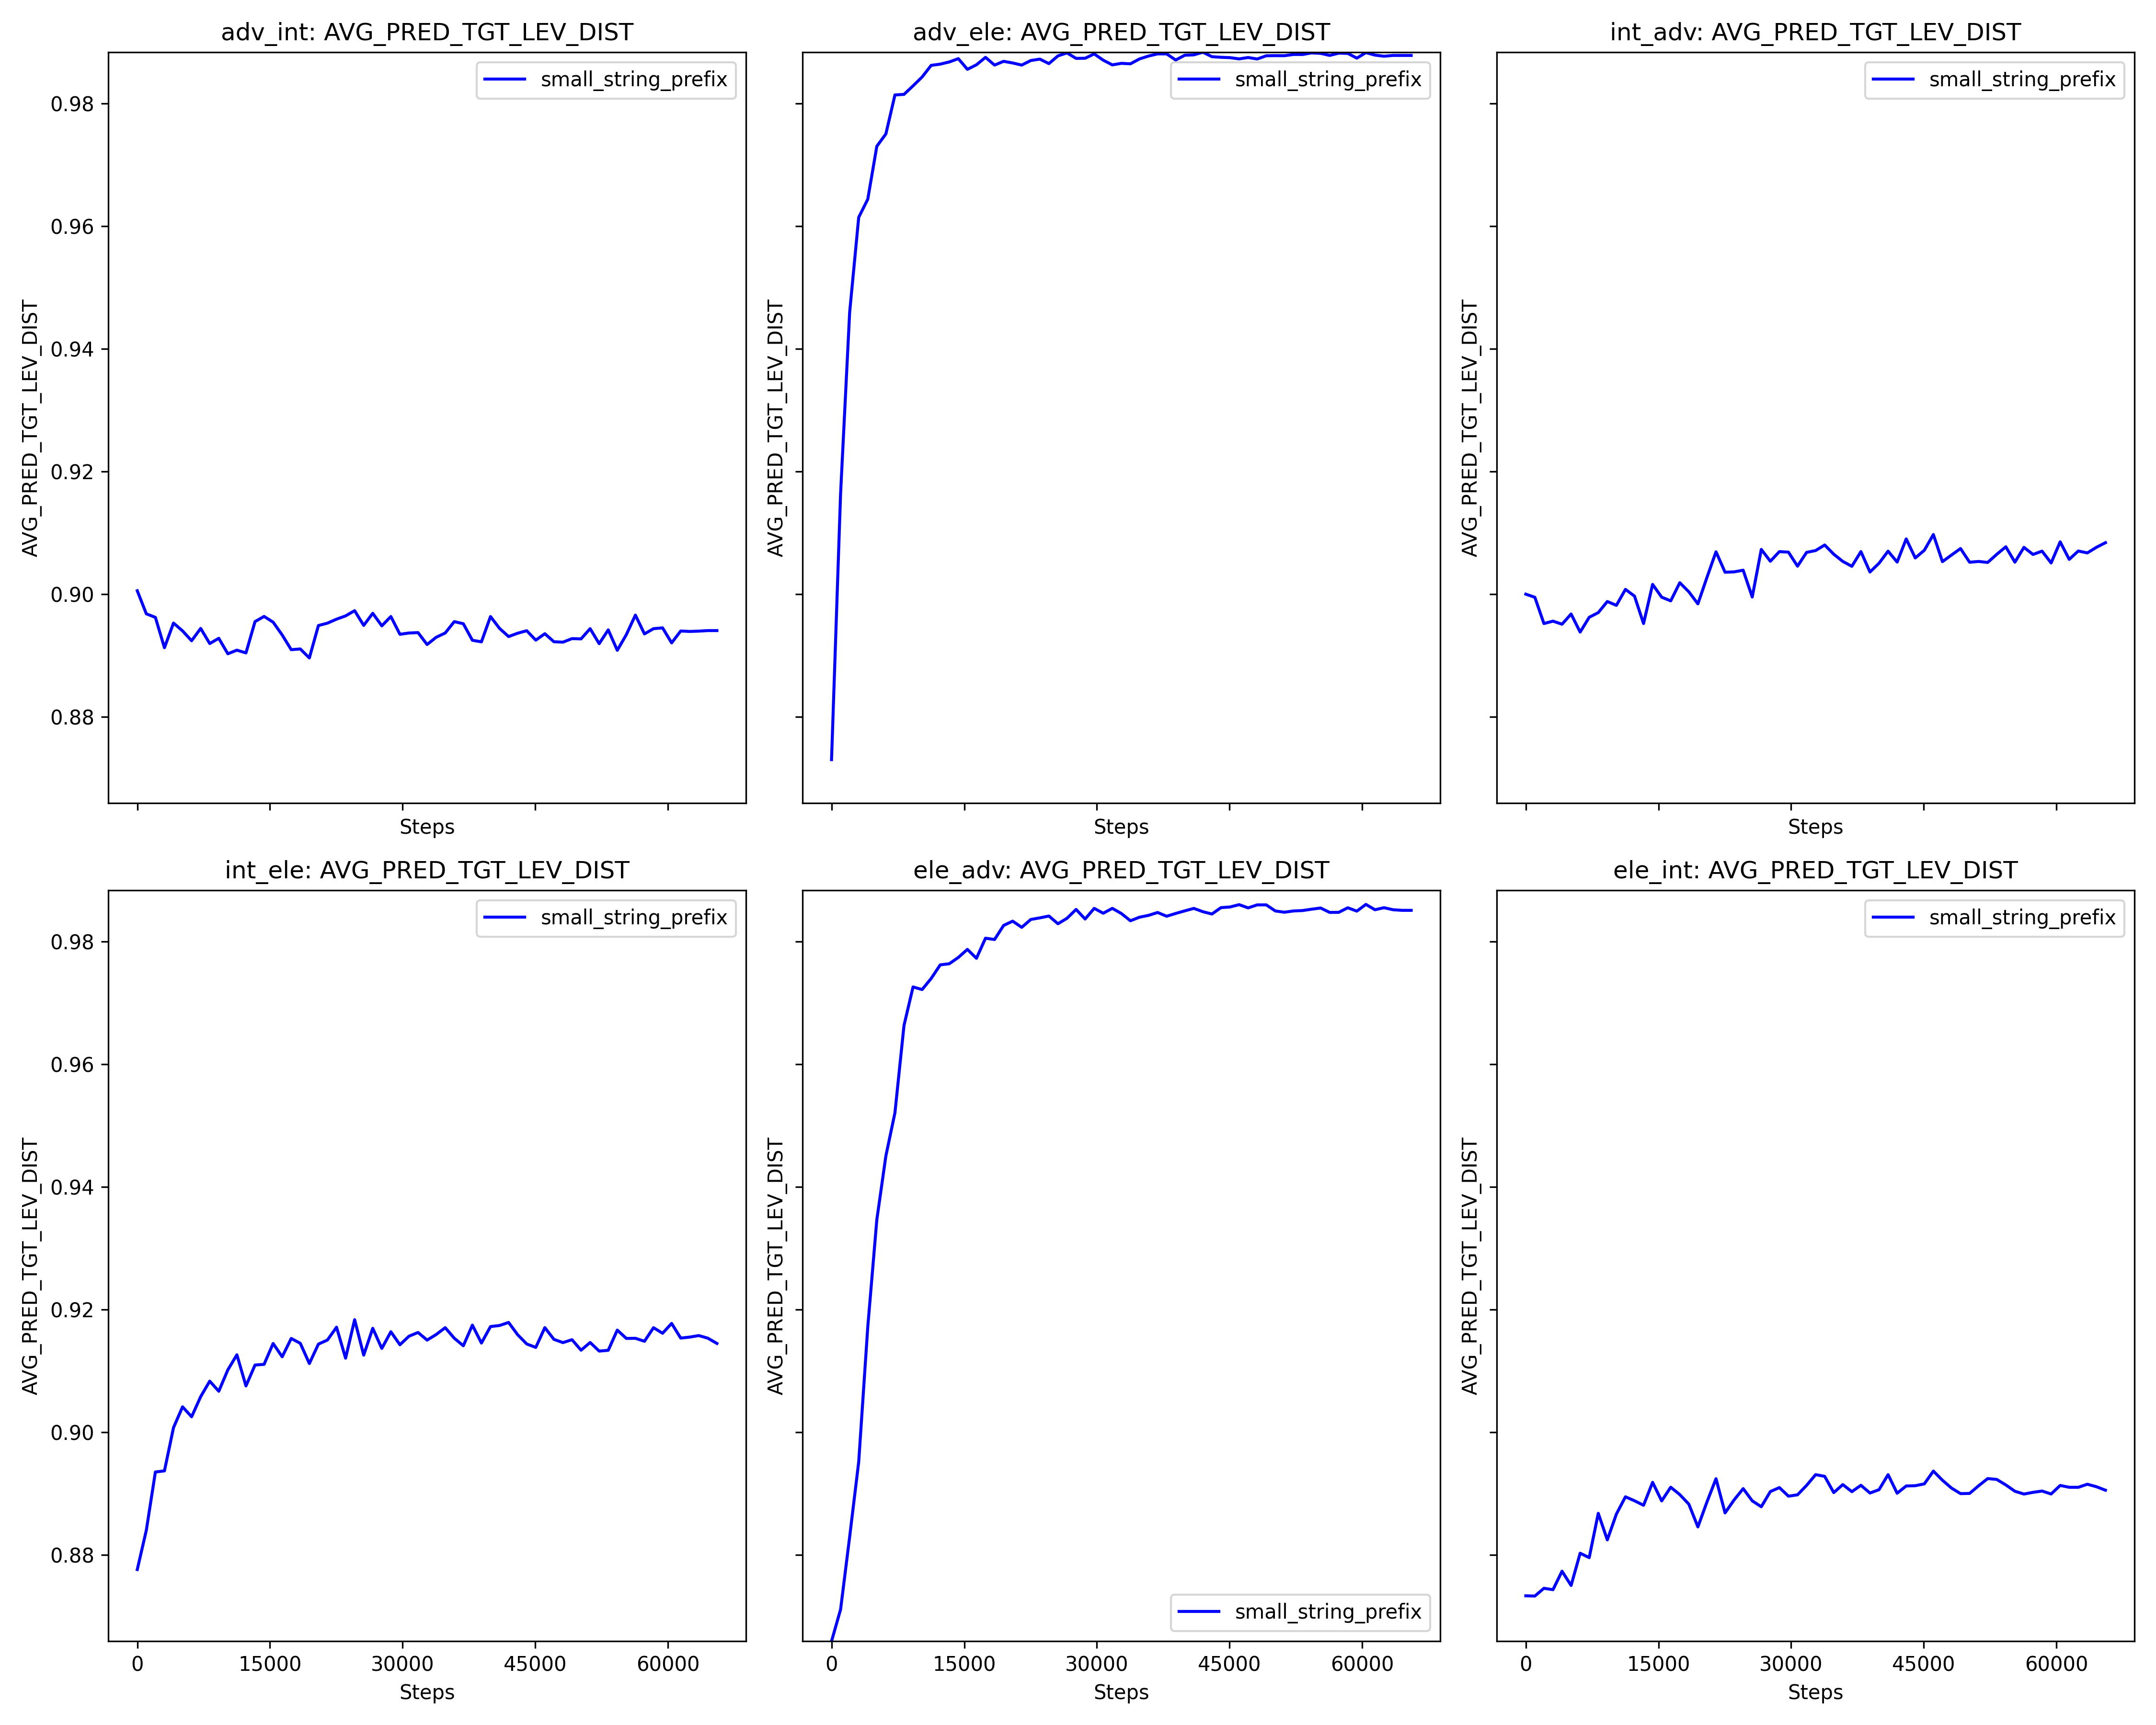 adv_int: AVG_PRED_TGT_LEV_DIST
small_string_prefix
AVG_PRED_TGT_LEV_DIST
0.98
0.96
0.94
0.92
0.90
0.88
Steps
adv_ele: AVG_PRED_TGT_LEV_DIST
small_string_prefix
AVG_PRED_TGT_LEV_DIST
Steps
int_adv: AVG_PRED_TGT_LEV_DIST
small_string_prefix
AVG_PRED_TGT_LEV_DIST
Steps
int_ele: AVG_PRED_TGT_LEV_DIST
small_string_prefix
AVG_PRED_TGT_LEV_DIST
0.98
0.96
0.94
0.92
0.90
0.88
0 15000 30000 45000 60000
Steps
ele_adv: AVG_PRED_TGT_LEV_DIST
AVG_PRED_TGT_LEV_DIST
small_string_prefix
0 15000 30000 45000 60000
Steps
ele_int: AVG_PRED_TGT_LEV_DIST
small_string_prefix
AVG_PRED_TGT_LEV_DIST
0 15000 30000 45000 60000
Steps